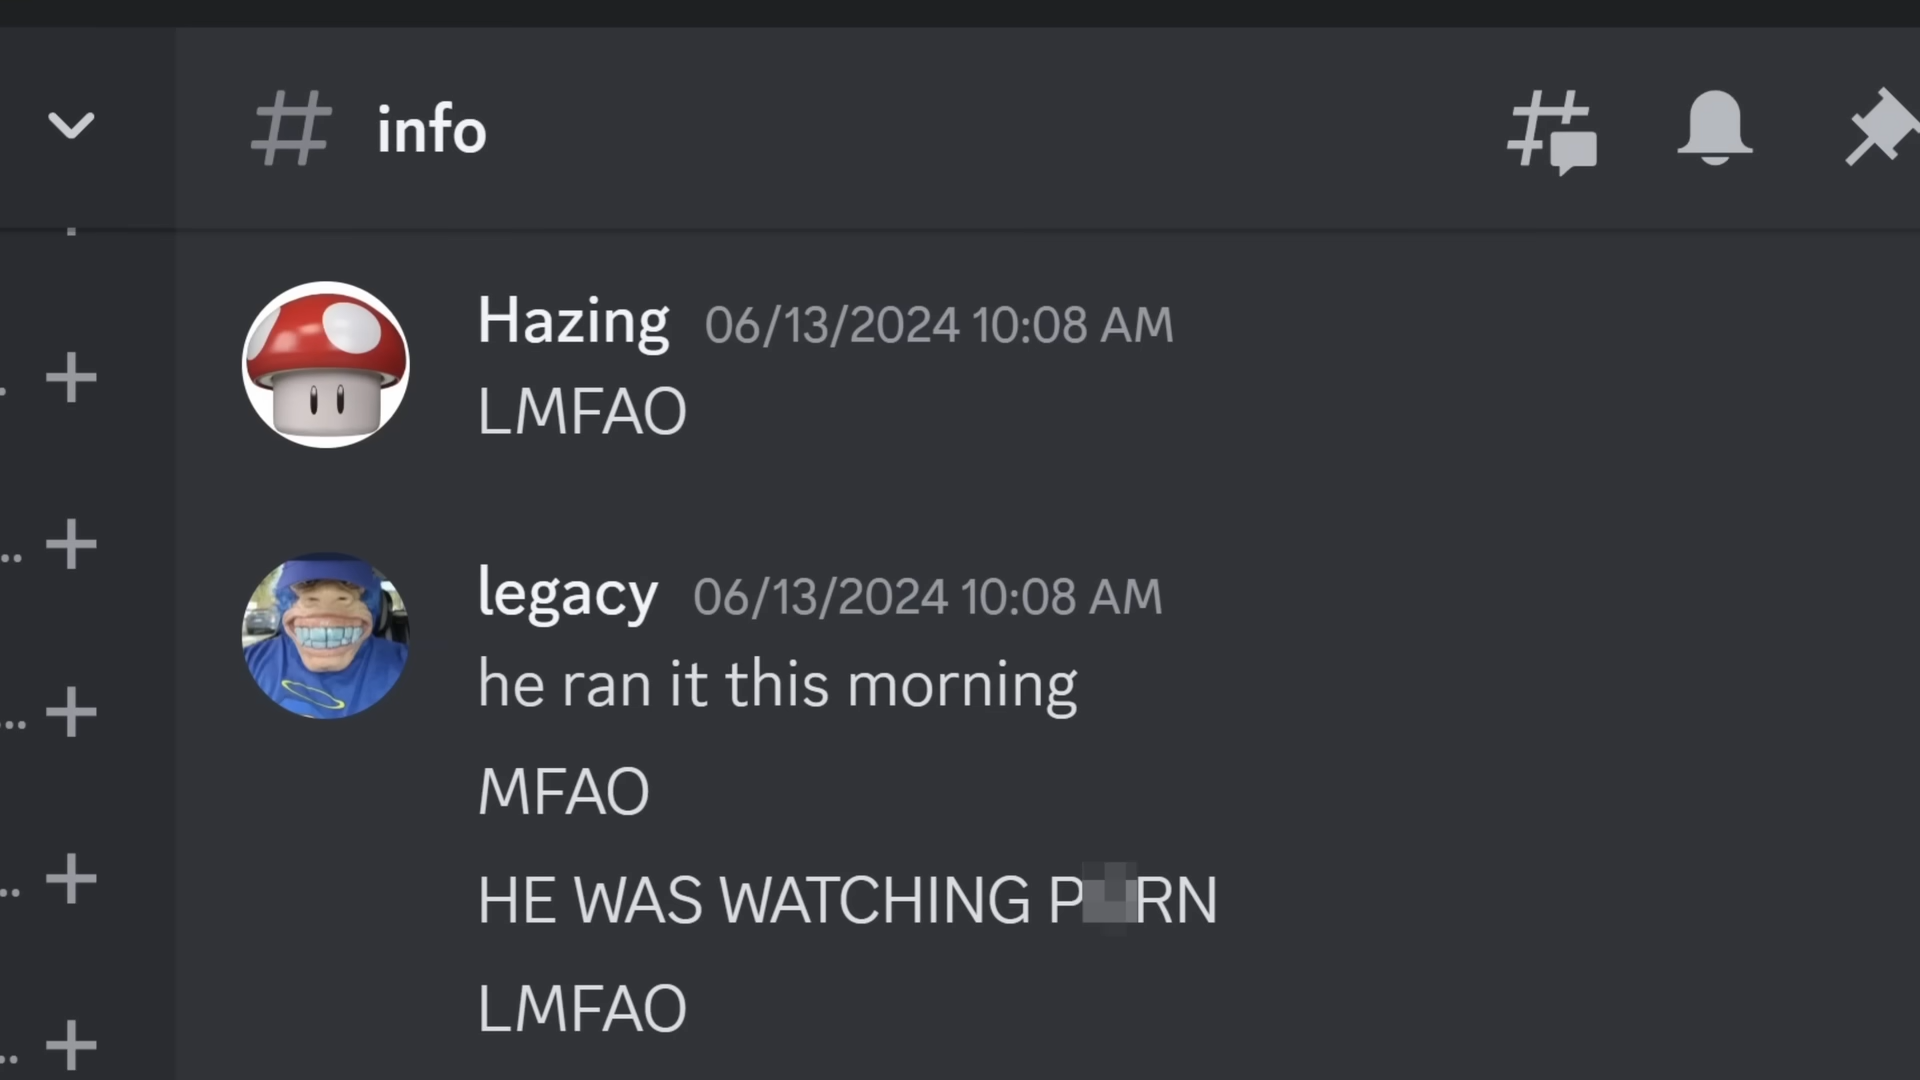 # info
Hazing 06/13/2024 10:08 AM
LMFAO
legacy 06/13/2024 10:08 AM
he ran it this morning
MFAO
HE WAS WATCHING P RN
LMFAO